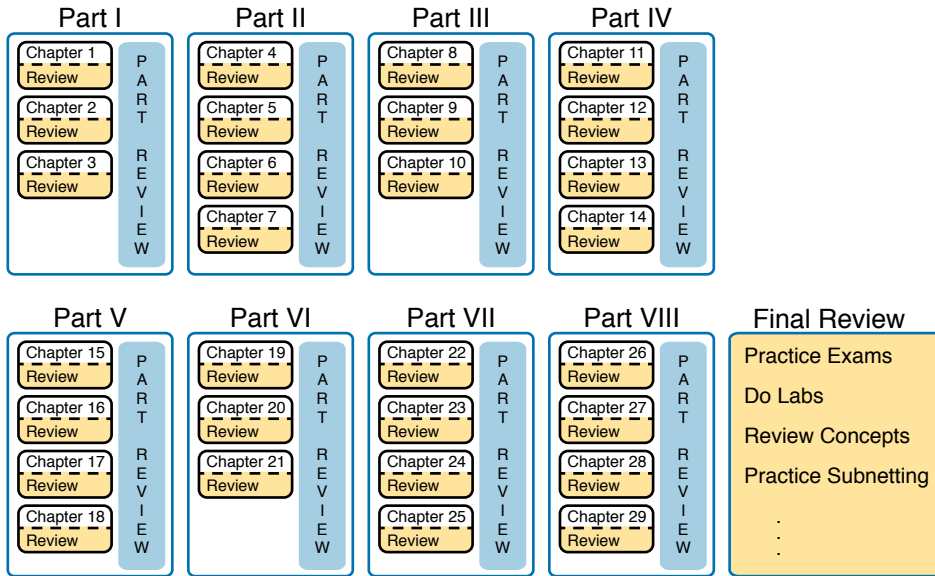 Part I
Chapter 1
Review
Chapter 2
Review
Chapter 3
Review
PART REVIEW
Part II
Chapter 4
Review
Chapter 5
Review
Chapter 6
Review
Chapter 7
Review
PART REVIEW
Part III
Chapter 8
Review
Chapter 9
Review
Chapter 10
Review
PART REVIEW
Part IV
Chapter 11
Review
Chapter 12
Review
Chapter 13
Review
Chapter 14
Review
PART REVIEW
Part V
Chapter 15
Review
Chapter 16
Review
Chapter 17
Review
Chapter 18
Review
PART REVIEW
Part VI
Chapter 19
Review
Chapter 20
Review
Chapter 21
Review
PART REVIEW
Part VII
Chapter 22
Review
Chapter 23
Review
Chapter 24
Review
Chapter 25
Review
PART REVIEW
Part VIII
Chapter 26
Review
Chapter 27
Review
Chapter 28
Review
Chapter 29
Review
PART REVIEW
Final Review
Practice Exams
Do Labs
Review Concepts
Practice Subnetting
.
.
.